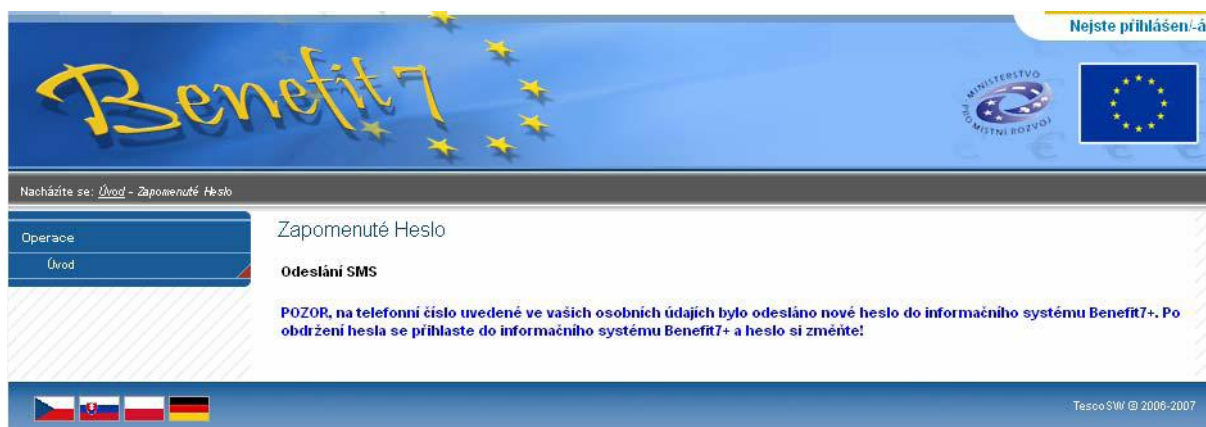 Nejste přihlášen/-á
Benefit7
MINISTERSTVO
PRO MÍSTNÍ ROZVOJ
Nacházíte se: Úvod - Zapomenuté Heslo
Operace
Úvod
Zapomenuté Heslo
Odeslání SMS
POZOR, na telefonní číslo uvedené ve vašich osobních údajích bylo odesláno nové heslo do informačního systému Benefit7+. Po
obdržení hesla se přihlaste do informačního systému Benefit7+ a heslo si změňte!
TescoSW @ 2006-2007